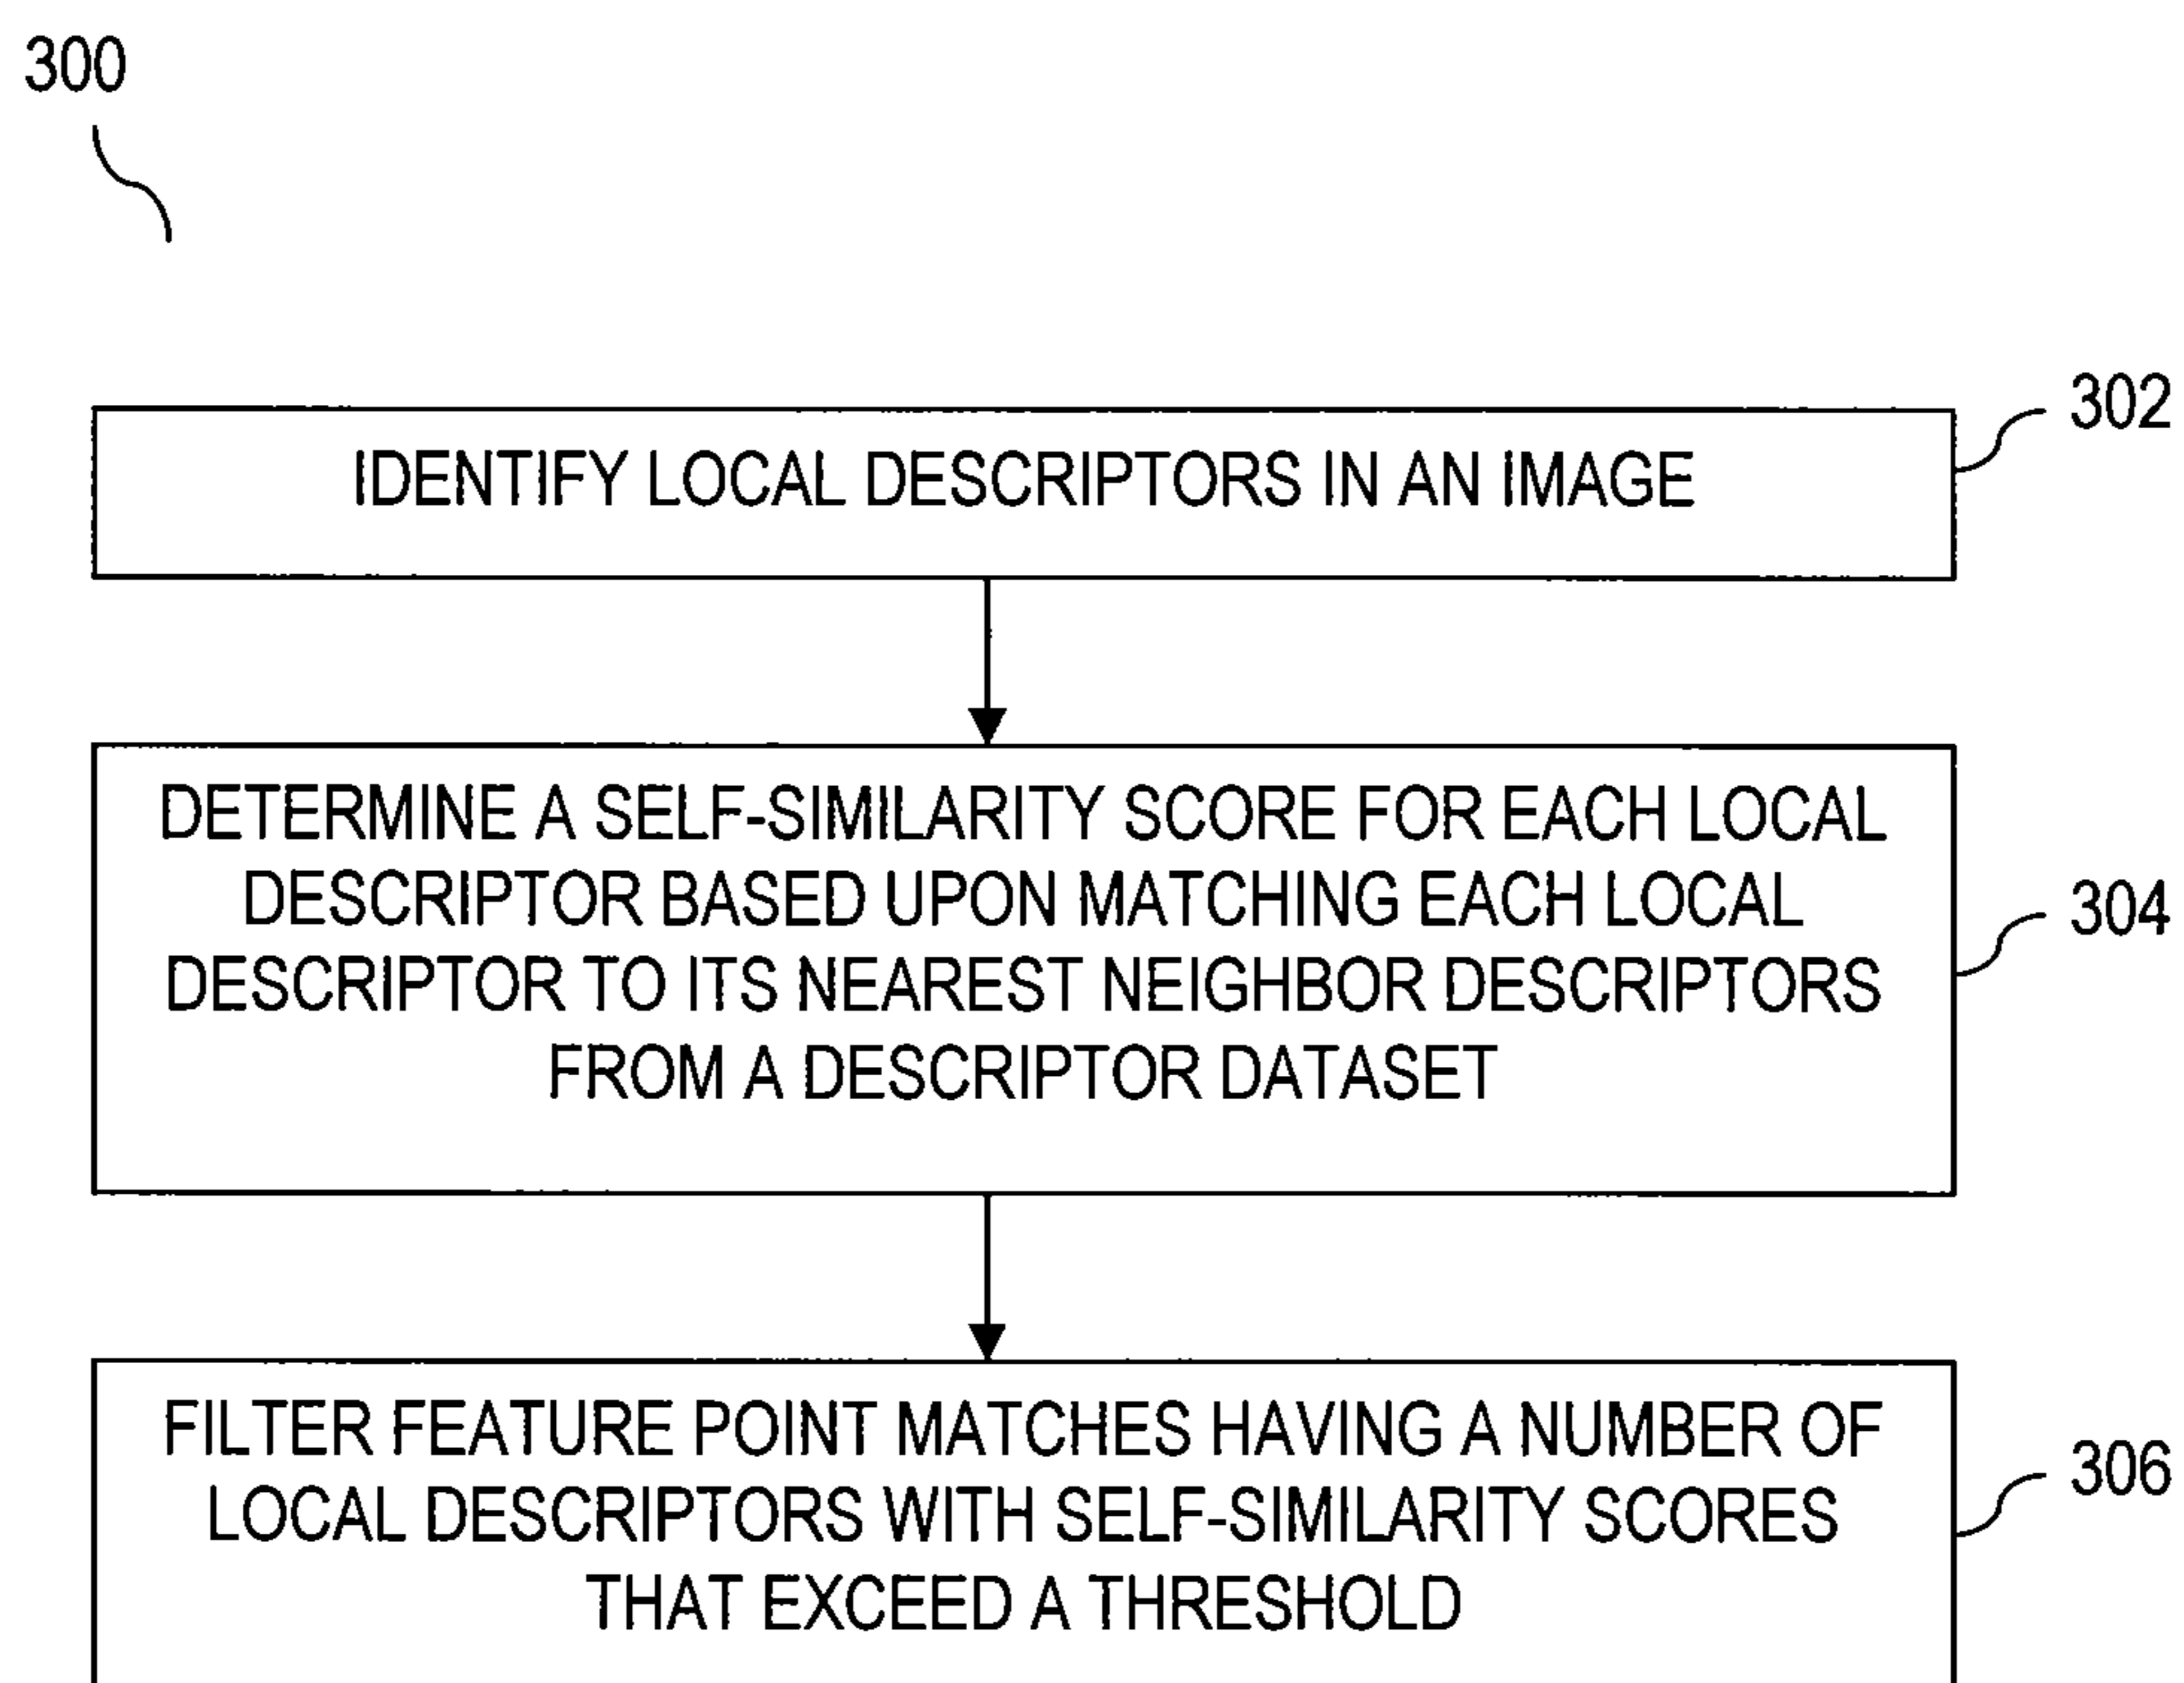 300
302
IDENTIFY LOCAL DESCRIPTORS IN AN IMAGE
DETERMINE A SELF-SIMILARITY SCORE FOR EACH LOCAL
DESCRIPTOR BASED UPON MATCHING EACH LOCAL
304
DESCRIPTOR TO ITS NEAREST NEIGHBOR DESCRIPTORS
FROM A DESCRIPTOR DATASET
FILTER FEATURE POINT MATCHES HAVING A NUMBER OF
306
LOCAL DESCRIPTORS WITH SELF-SIMILARITY SCORES
THAT EXCEED A THRESHOLD